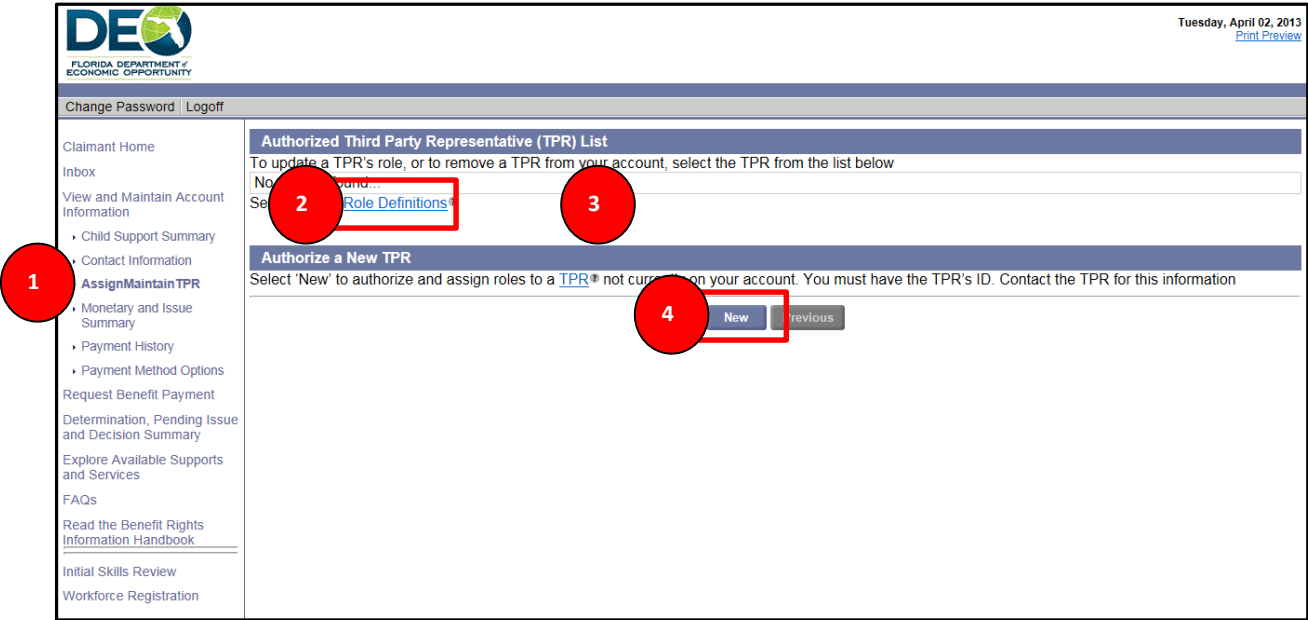 DEO
FLORIDA DEPARTMENT of
ECONOMIC OPPORTUNITY
Tuesday, April 02, 2013
Print Preview
Change Password Logoff
Claimant Home
Inbox
View and Maintain Account
Information
Child Support Summary
Contact Information
1
AssignMaintainTPR
Monetary and Issue
Summary
Payment History
Payment Method Options
Request Benefit Payment
Determination, Pending Issue
and Decision Summary
Explore Available Supports
and Services
FAQs
Read the Benefit Rights
Information Handbook
Initial Skills Review
Workforce Registration
Authorized Third Party Representative (TPR) List
To update a TPR's role, or to remove a TPR from your account, select the TPR from the list below
No
2 Role Definitions
3
Authorize a New TPR
Select 'New' to authorize and assign roles to a TPR not currently on your account. You must have the TPR's ID. Contact the TPR for this information
4 New Previous